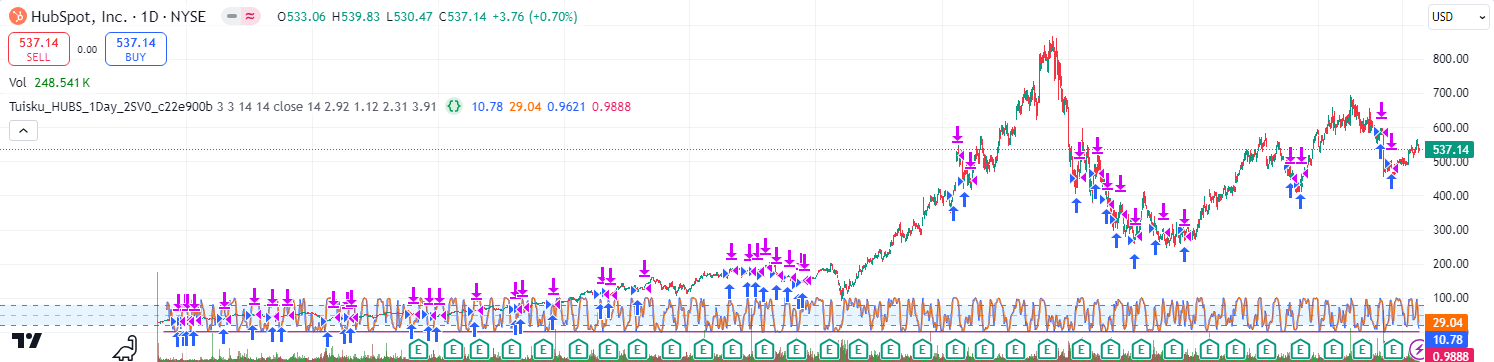 HubSpot, Inc. · 1D · NYSE O533.06 H539.83 L530.47 C537.14 +3.76 (+0.70%)
USD
537.14 SELL 0.00 537.14 BUY
Vol 248.541 K
Tuisku_HUBS_1Day_2SV0_c22e900b 3 3 14 14 close 14 2.92 1.12 2.31 3.91 {} 10.78 29.04 0.9621 0.9888
800.00
700.00
600.00
537.14
500.00
400.00
300.00
200.00
100.00
29.04
10.78
0.9888
E E E E E E E E E E E E E E E E E E E E E E E E E E E E E E E E